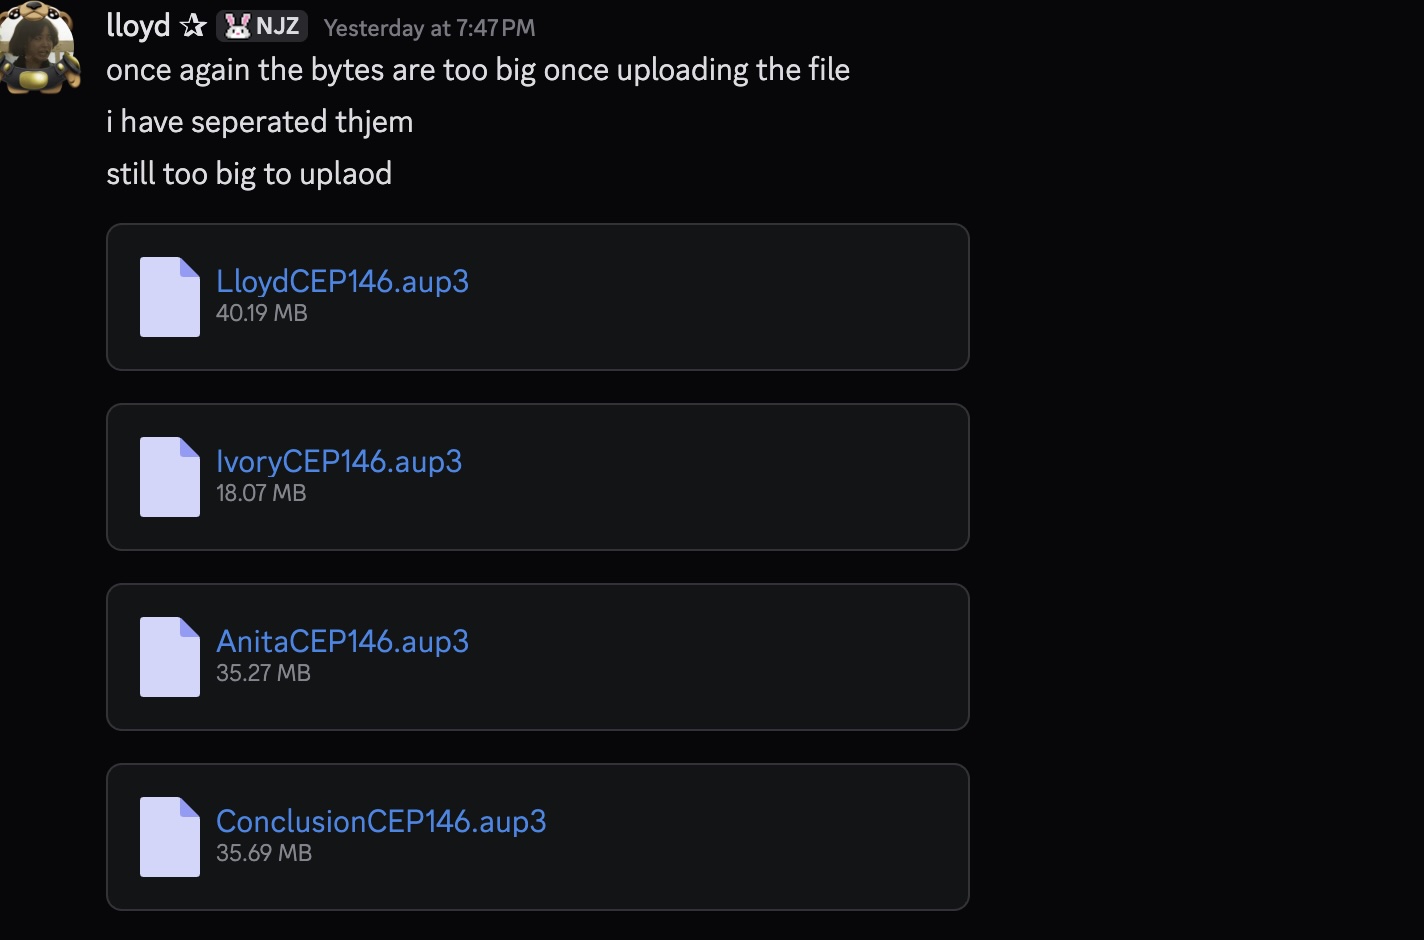 lloyd ☆ NJZ Yesterday at 7:47 PM
once again the bytes are too big once uploading the file
i have seperated thjem
still too big to uplaod
LloydCEP146.aup3
40.19 MB
IvoryCEP146.aup3
18.07 MB
AnitaCEP146.aup3
35.27 MB
ConclusionCEP146.aup3
35.69 MB